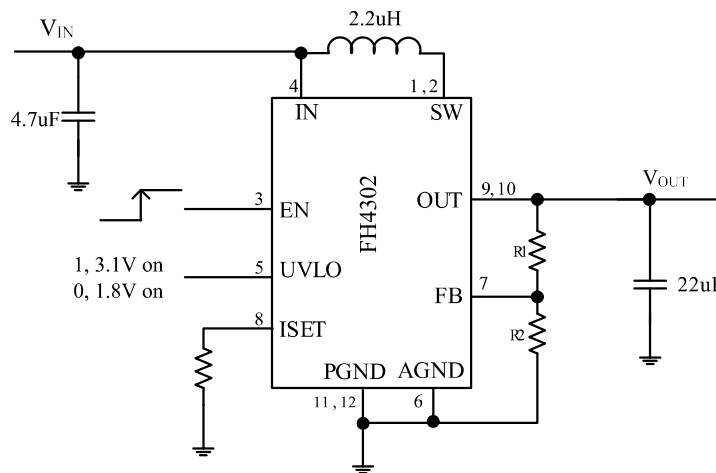 2.2uH
VIN
4
1, 2
IN
SW
4.7uF
9, 10
VOUT
OUT
3
EN
FH4302
R1
1, 3.1V on
0, 1.8V on
5
UVLO
7
FB
22uF
8
ISET
R2
PGND
AGND
11, 12
6